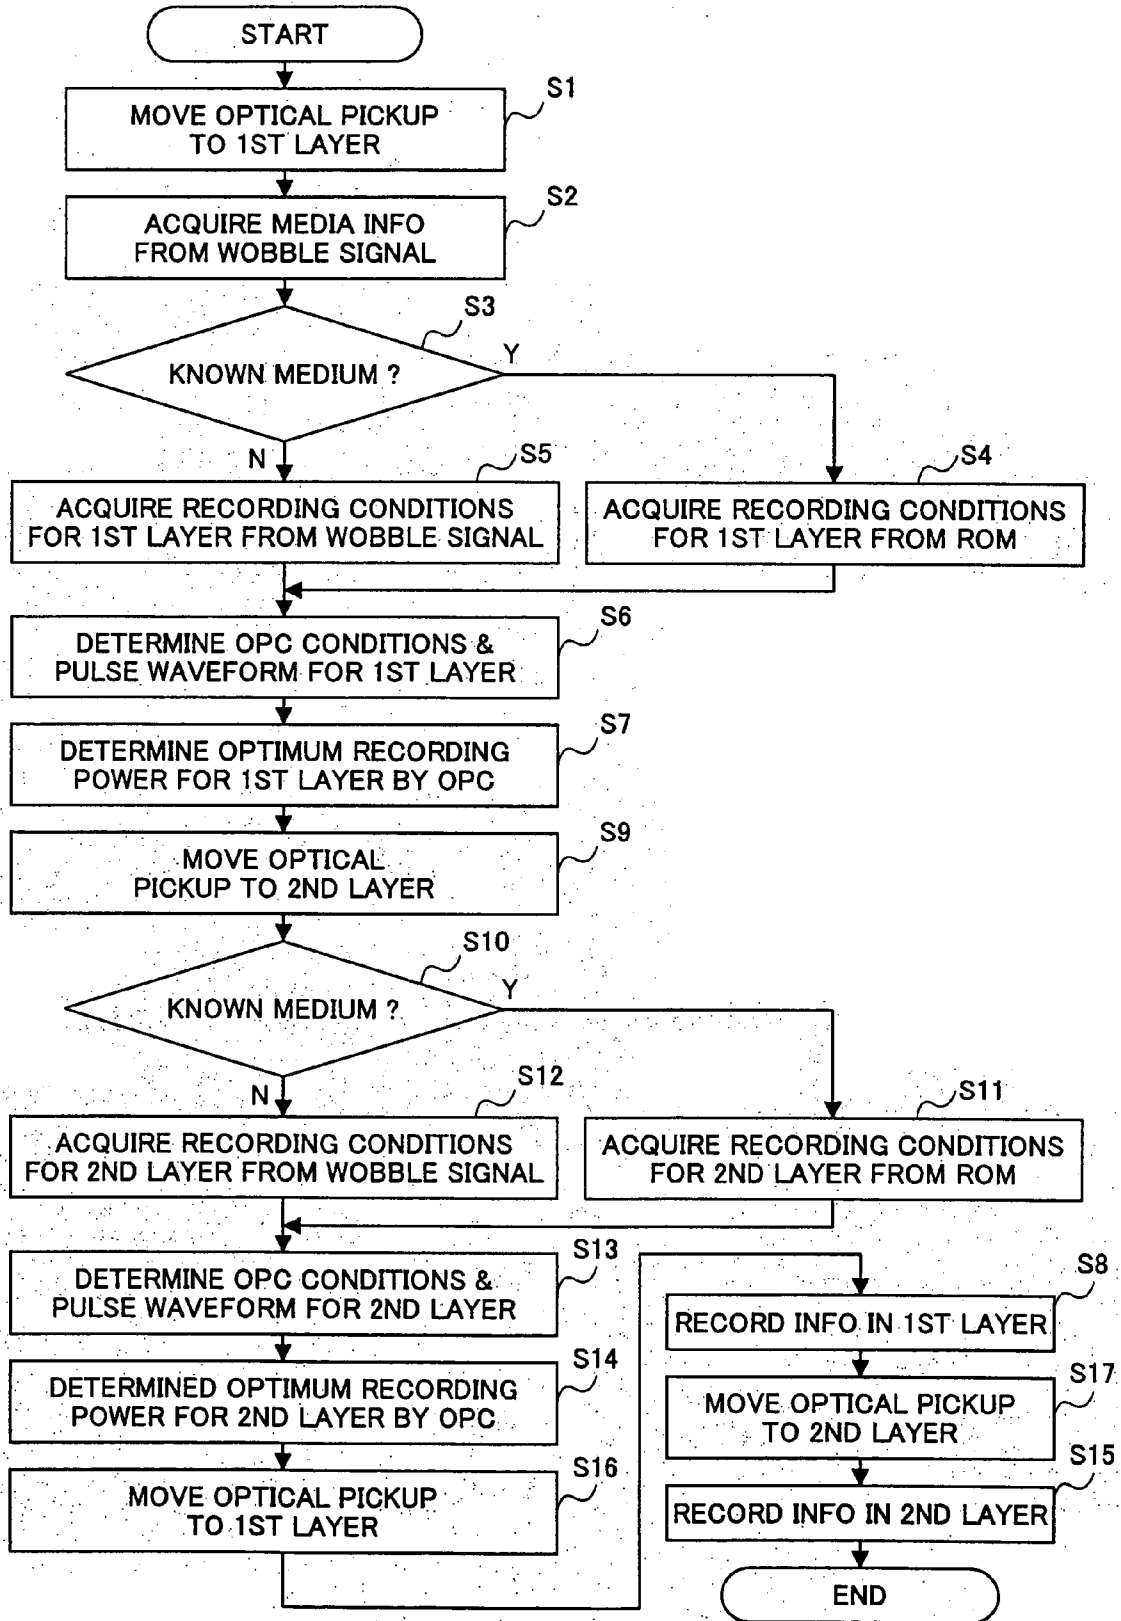 START
S1
MOVE OPTICAL PICKUP
TO 1ST LAYER
S2
ACQUIRE MEDIA INFO
FROM WOBBLE SIGNAL
S3
KNOWN MEDIUM ?
Y
N
S5
ACQUIRE RECORDING CONDITIONS
FOR 1ST LAYER FROM WOBBLE SIGNAL
S4
ACQUIRE RECORDING CONDITIONS
FOR 1ST LAYER FROM ROM
S6
DETERMINE OPC CONDITIONS &
PULSE WAVEFORM FOR 1ST LAYER
S7
DETERMINE OPTIMUM RECORDING
POWER FOR 1ST LAYER BY OPC
S9
MOVE OPTICAL
PICKUP TO 2ND LAYER
S10
KNOWN MEDIUM ?
Y
N
S12
ACQUIRE RECORDING CONDITIONS
FOR 2ND LAYER FROM WOBBLE SIGNAL
S11
ACQUIRE RECORDING CONDITIONS
FOR 2ND LAYER FROM ROM
S13
DETERMINE OPC CONDITIONS &
PULSE WAVEFORM FOR 2ND LAYER
S14
DETERMINED OPTIMUM RECORDING
POWER FOR 2ND LAYER BY OPC
S16
MOVE OPTICAL PICKUP
TO 1ST LAYER
S8
RECORD INFO IN 1ST LAYER
S17
MOVE OPTICAL PICKUP
TO 2ND LAYER
S15
RECORD INFO IN 2ND LAYER
END